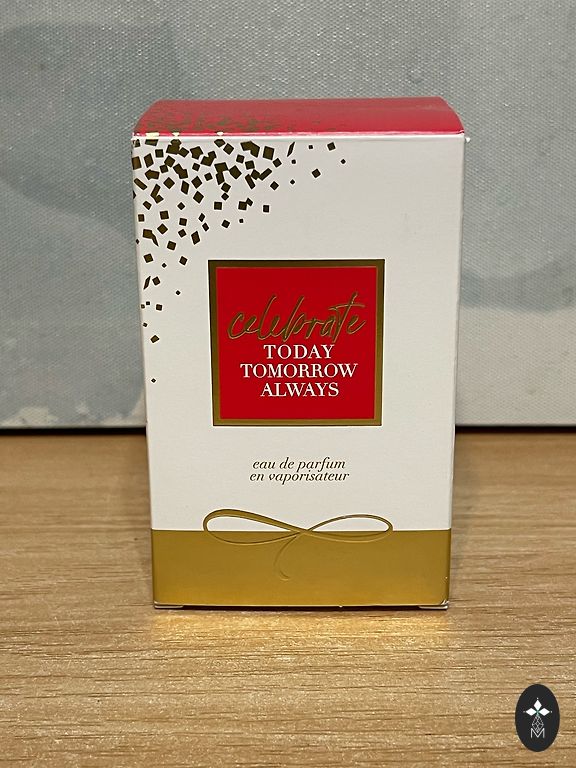 celebrate
TODAY
TOMORROW
ALWAYS
eau de parfum
en vaporisateur
M